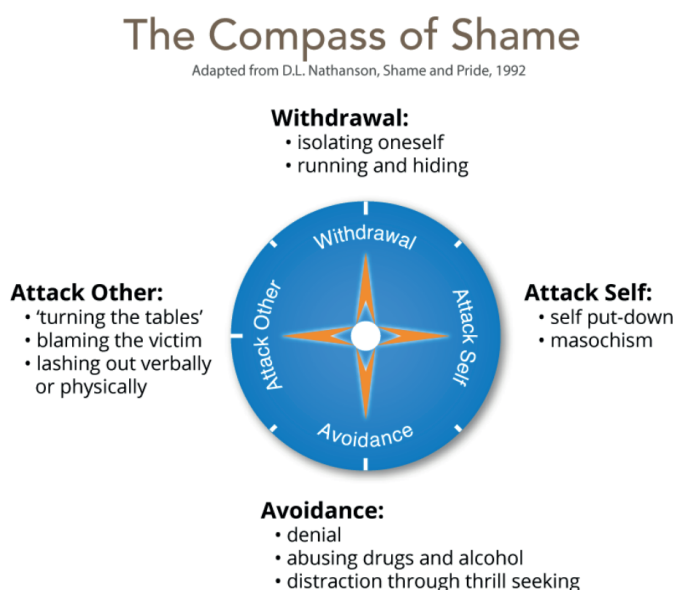 The Compass of Shame
Adapted from D.L. Nathanson, Shame and Pride, 1992
Withdrawal:
• isolating oneself
• running and hiding
Withdrawal
Attack Other:
• ‘turning the tables’
• blaming the victim
• lashing out verbally
or physically
Attack Other
Attack Self
Attack Self:
• self put-down
• masochism
Avoidance
Avoidance:
• denial
• abusing drugs and alcohol
• distraction through thrill seeking